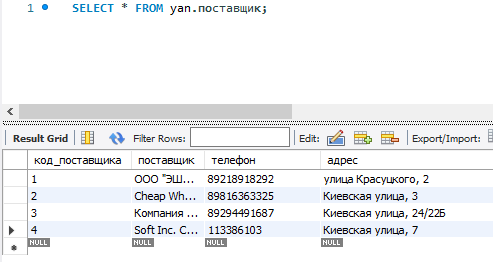 1 SELECT * FROM yan.поставщик;
Result Grid Filter Rows: Edit: Export/Import:
код_поставщика поставщик телефон адрес
1 ООО "ЭШ... 89218918292 улица Красуцкого, 2
2 Cheap Wh... 89816363325 Киевская улица, 3
3 Компания ... 89294491687 Киевская улица, 24/22Б
4 Soft Inc. C... 113386103 Киевская улица, 7
NULL NULL NULL NULL